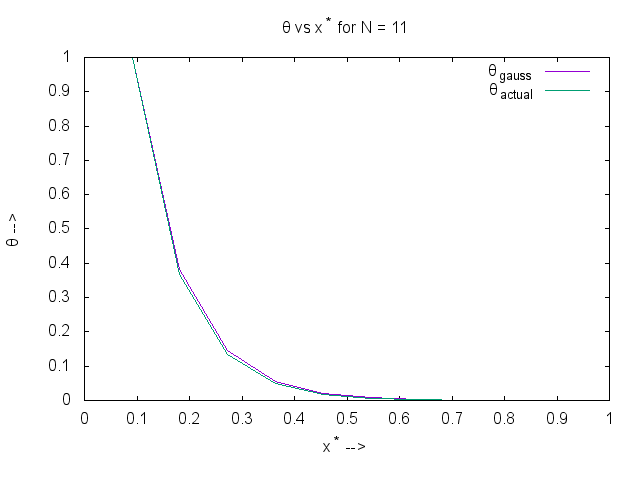 θ vs x* for N = 11
θ gauss
θ actual
1
0.9
0.8
0.7
0.6
0.5
0.4
0.3
0.2
0.1
0
θ -->
0 0.1 0.2 0.3 0.4 0.5 0.6 0.7 0.8 0.9 1
x* -->